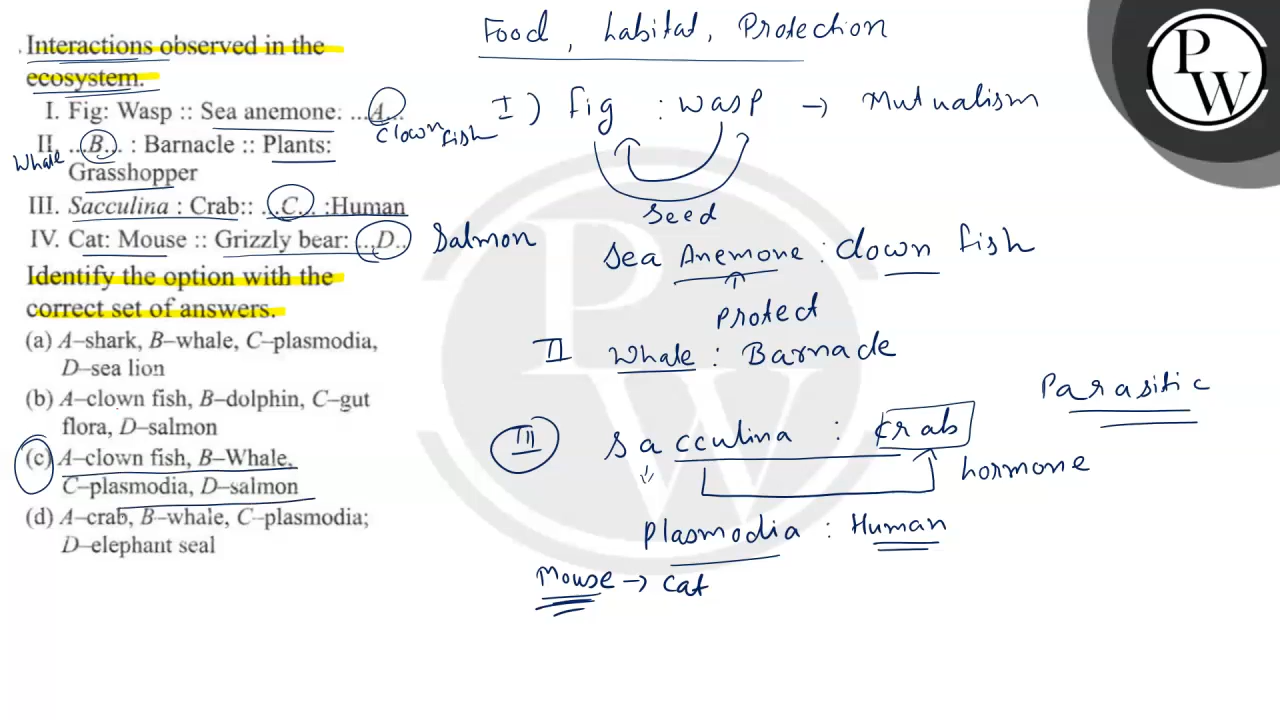 Interactions observed in the
ecosystem.
I. Fig: Wasp :: Sea anemone: ...A...
Clown fish
II. ...B... : Barnacle :: Plants:
Whale
Grasshopper
III. Sacculina : Crab:: ...C... :Human
IV. Cat: Mouse :: Grizzly bear: ...D..
Salmon
Identify the option with the
correct set of answers.
(a) A–shark, B–whale, C–plasmodia,
D–sea lion
(b) A–clown fish, B–dolphin, C–gut
flora, D–salmon
(c) A–clown fish, B–Whale,
C–plasmodia, D–salmon
(d) A–crab, B–whale, C–plasmodia;
D–elephant seal
Food, habitat, Protection
I) fig : wasp → Mutualism
seed
Sea Anemone : clown fish
protect
II Whale : Barnacle
Parasitic
III Sacculina : Crab
hormone
Plasmodia : Human
Mouse → cat
PW
PW